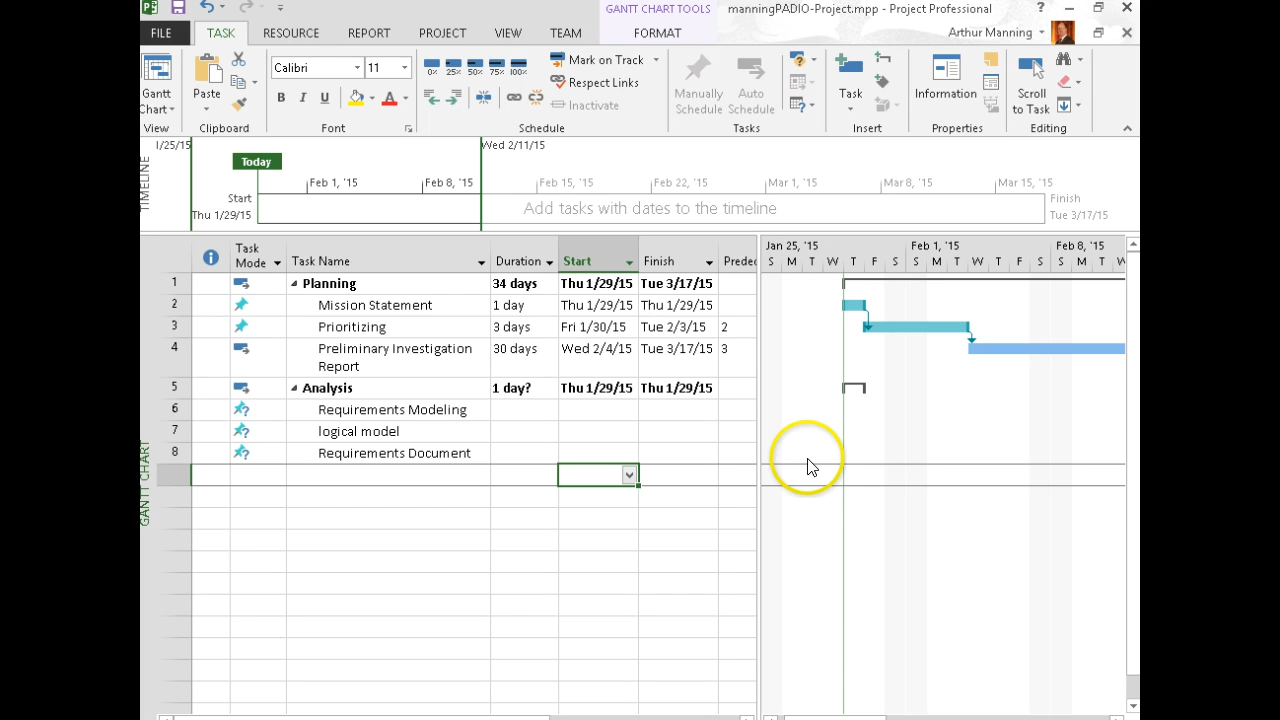 GANTT CHART TOOLS
manningPADIO-Project.mpp - Project Professional
FILE TASK RESOURCE REPORT PROJECT VIEW TEAM FORMAT Arthur Manning
Gantt Chart
View
Paste
Clipboard
Calibri 11
B I U A
Font
0% 25% 50% 75% 100%
Mark on Track
Respect Links
Inactivate
Schedule
Manually Schedule
Auto Schedule
Tasks
Task
Insert
Information
Properties
Scroll to Task
Editing
TIMELINE
1/25/15
Wed 2/11/15
Today
Feb 1, '15 Feb 8, '15 Feb 15, '15 Feb 22, '15 Mar 1, '15 Mar 8, '15 Mar 15, '15
Start
Thu 1/29/15
Add tasks with dates to the timeline
Finish
Tue 3/17/15
GANTT CHART
Task Mode Task Name Duration Start Finish Predec
Jan 25, '15 Feb 1, '15 Feb 8, '15
S M T W T F S S M T W T F S S M T W
1 Planning 34 days Thu 1/29/15 Tue 3/17/15
2 Mission Statement 1 day Thu 1/29/15 Thu 1/29/15
3 Prioritizing 3 days Fri 1/30/15 Tue 2/3/15 2
4 Preliminary Investigation Report 30 days Wed 2/4/15 Tue 3/17/15 3
5 Analysis 1 day? Thu 1/29/15 Thu 1/29/15
6 Requirements Modeling
7 logical model
8 Requirements Document